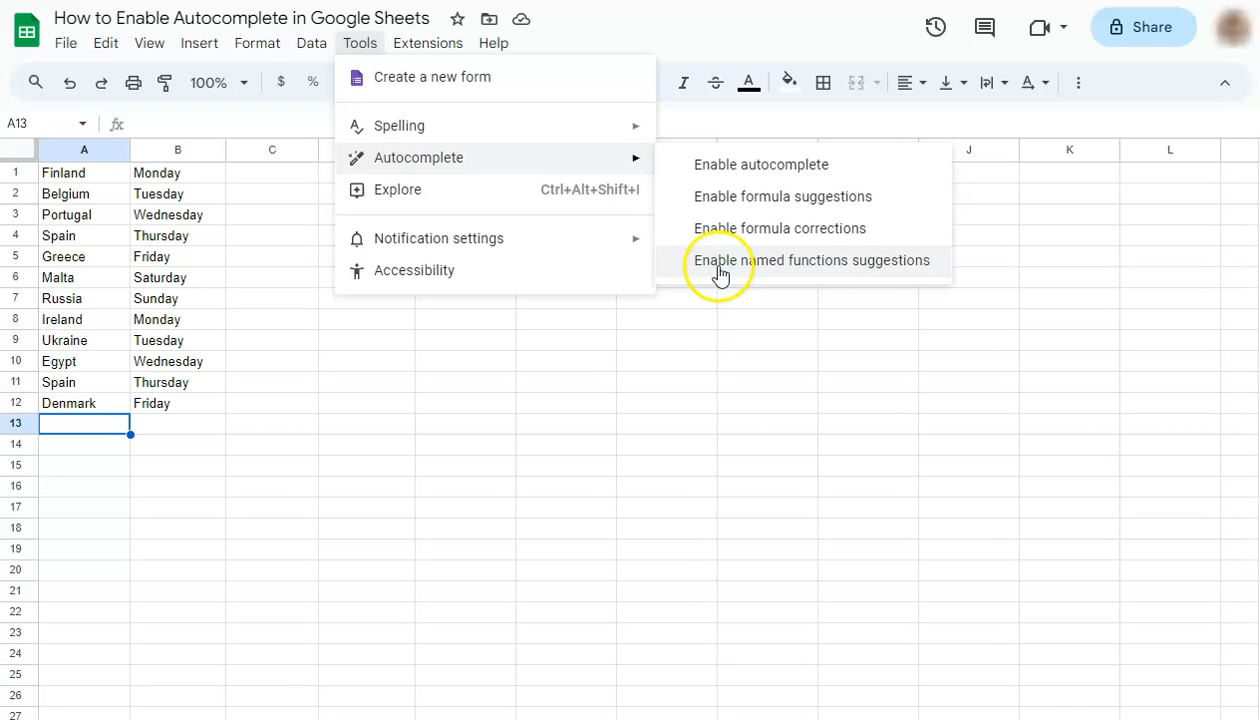 How to Enable Autocomplete in Google Sheets
File Edit View Insert Format Data Tools Extensions Help
Share
100% $ %
A13 fx
Create a new form
Spelling
Autocomplete
Explore Ctrl+Alt+Shift+I
Notification settings
Accessibility
Enable autocomplete
Enable formula suggestions
Enable formula corrections
Enable named functions suggestions
A B C J K L
1 Finland Monday
2 Belgium Tuesday
3 Portugal Wednesday
4 Spain Thursday
5 Greece Friday
6 Malta Saturday
7 Russia Sunday
8 Ireland Monday
9 Ukraine Tuesday
10 Egypt Wednesday
11 Spain Thursday
12 Denmark Friday
13
14
15
16
17
18
19
20
21
22
23
24
25
26
27